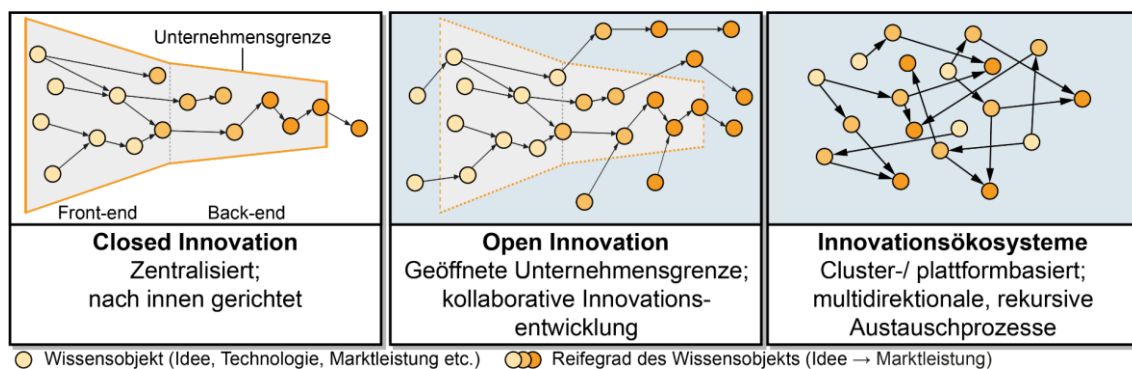 Unternehmensgrenze
Front-end
Back-end
Closed Innovation
Zentralisiert;
nach innen gerichtet
Open Innovation
Geöffnete Unternehmensgrenze;
kollaborative Innovations-
entwicklung
Innovationsökosysteme
Cluster-/ plattformbasiert;
multidirektionale, rekursive
Austauschprozesse
Wissensobjekt (Idee, Technologie, Marktleistung etc.)
Reifegrad des Wissensobjekts (Idee → Marktleistung)